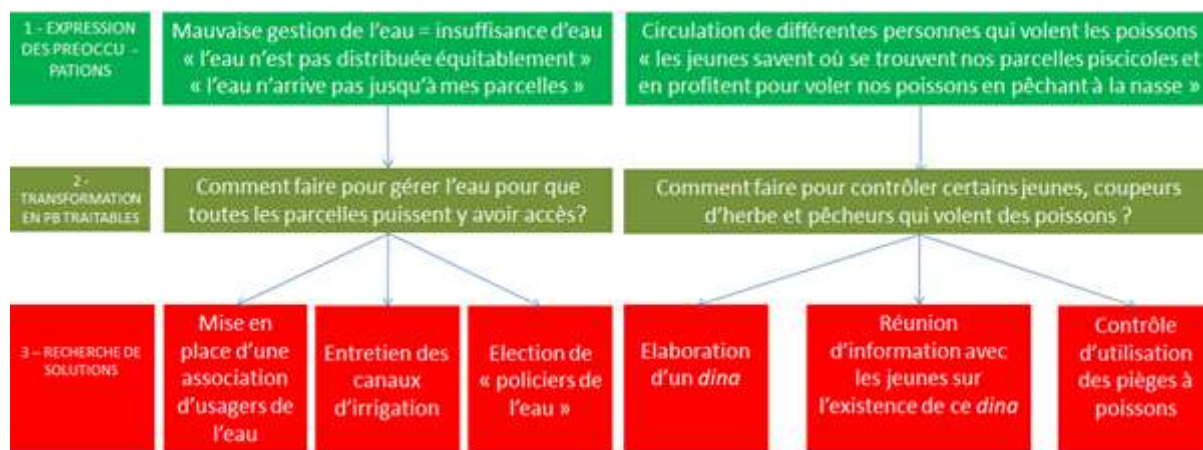 1 - EXPRESSION
DES PRÉOCCU -
PATIONS
Mauvaise gestion de l'eau = insuffisance d'eau
« l'eau n'est pas distribuée équitablement »
« l'eau n'arrive pas jusqu'à mes parcelles »
Circulation de différentes personnes qui volent les poissons
« les jeunes savent où se trouvent nos parcelles piscicoles et
en profitent pour voler nos poissons en pêchant à la nasse »
2 -
TRANSFORMATION
EN PB TRAITABLES
Comment faire pour gérer l'eau pour que
toutes les parcelles puissent y avoir accès?
Comment faire pour contrôler certains jeunes, coupeurs
d'herbe et pêcheurs qui volent des poissons ?
3 – RECHERCHE DE
SOLUTIONS
Mise en
place d'une
association
d'usagers de
l'eau
Entretien des
canaux
d'irrigation
Election de
« policiers de
l'eau »
Elaboration
d'un dina
Réunion
d'information avec
les jeunes sur
l'existence de ce dina
Contrôle
d'utilisation
des pièges à
poissons